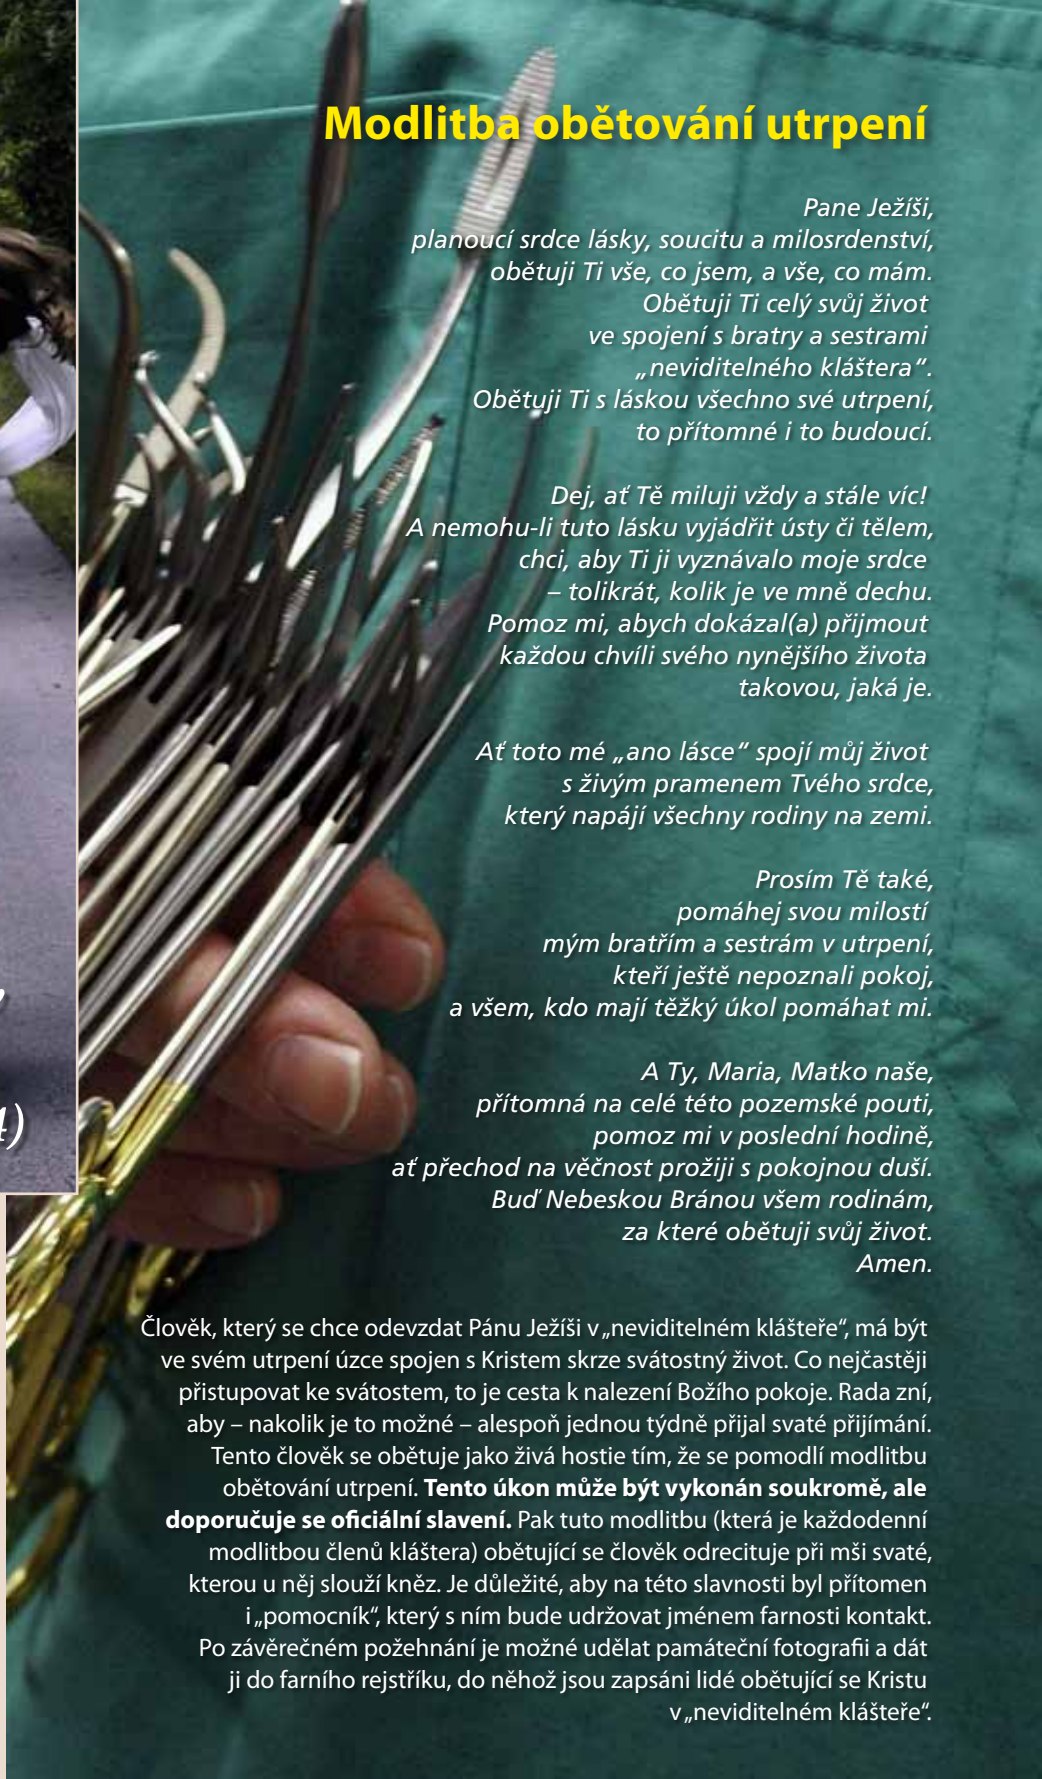 Modlitba obětování utrpení
Pane Ježíši,
planoucí srdce lásky, soucitu a milosrdenství,
obětuji Ti vše, co jsem, a vše, co mám.
Obětuji Ti celý svůj život
ve spojení s bratry a sestrami
„neviditelného kláštera“.
Obětuji Ti s láskou všechno své utrpení,
to přítomné i to budoucí.
Dej, ať Tě miluji vždy a stále víc!
A nemohu-li tuto lásku vyjádřit ústy či tělem,
chci, aby Ti ji vyznávalo moje srdce
– tolikrát, kolik je ve mně dechu.
Pomoz mi, abych dokázal(a) přijmout
každou chvíli svého nynějšího života
takovou, jaká je.
Ať toto mé „ano lásce“ spojí můj život
s živým pramenem Tvého srdce,
který napájí všechny rodiny na zemi.
Prosím Tě také,
pomáhej svou milostí
mým bratřím a sestrám v utrpení,
kteří ještě nepoznali pokoj,
a všem, kdo mají těžký úkol pomáhat mi.
A Ty, Maria, Matko naše,
přítomná na celé této pozemské pouti,
pomoz mi v poslední hodině,
ať přechod na věčnost prožiji s pokojnou duší.
Buď Nebeskou Bránou všem rodinám,
za které obětuji svůj život.
Amen.
4)
Člověk, který se chce odevzdat Pánu Ježíši v „neviditelném klášteře“, má být
ve svém utrpení úzce spojen s Kristem skrze svátostný život. Co nejčastěji
přistupovat ke svátostem, to je cesta k nalezení Božího pokoje. Rada zní,
aby – nakolik je to možné – alespoň jednou týdně přijal svaté přijímání.
Tento člověk se obětuje jako živá hostie tím, že se pomodlí modlitbu
obětování utrpení. Tento úkon může být vykonán soukromě, ale
doporučuje se oficiální slavení. Pak tuto modlitbu (která je každodenní
modlitbou členů kláštera) obětující se člověk odrecituje při mši svaté,
kterou u něj slouží kněz. Je důležité, aby na této slavnosti byl přítomen
i „pomocník“, který s ním bude udržovat jménem farnosti kontakt.
Po závěrečném požehnání je možné udělat památeční fotografii a dát
ji do farního rejstříku, do něhož jsou zapsáni lidé obětující se Kristu
v „neviditelném klášteře“.